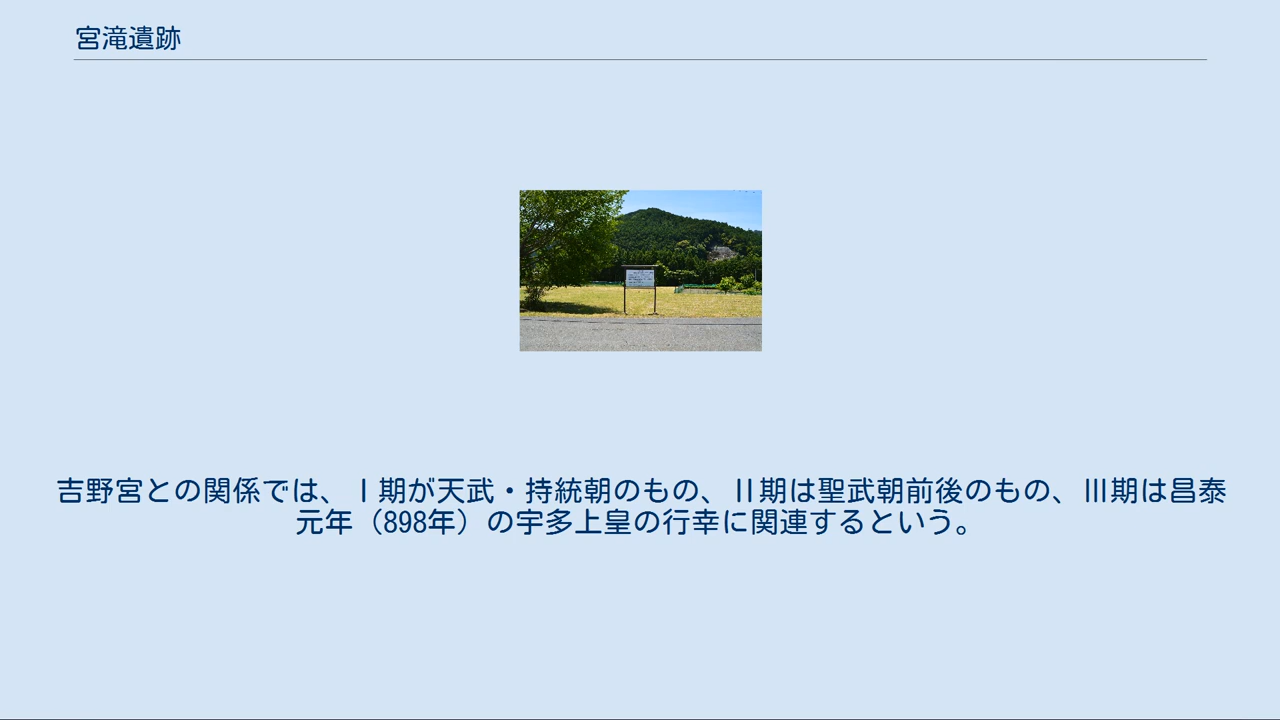 宮滝遺跡
吉野宮との関係では、Ⅰ期が天武・持統朝のもの、Ⅱ期は聖武朝前後のもの、Ⅲ期は昌泰
元年（898年）の宇多上皇の行幸に関連するという。